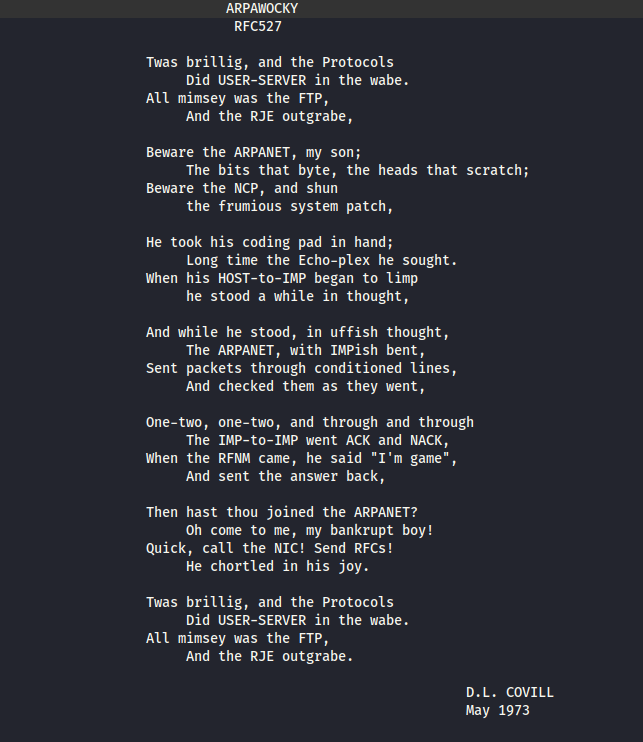 ARPAWOCKY
RFC527
Twas brillig, and the Protocols
Did USER-SERVER in the wabe.
All mimsey was the FTP,
And the RJE outgrabe,
Beware the ARPANET, my son;
The bits that byte, the heads that scratch;
Beware the NCP, and shun
the frumious system patch,
He took his coding pad in hand;
Long time the Echo-plex he sought.
When his HOST-to-IMP began to limp
he stood a while in thought,
And while he stood, in uffish thought,
The ARPANET, with IMPish bent,
Sent packets through conditioned lines,
And checked them as they went,
One-two, one-two, and through and through
The IMP-to-IMP went ACK and NACK,
When the RFNM came, he said "I'm game",
And sent the answer back,
Then hast thou joined the ARPANET?
Oh come to me, my bankrupt boy!
Quick, call the NIC! Send RFCs!
He chortled in his joy.
Twas brillig, and the Protocols
Did USER-SERVER in the wabe.
All mimsey was the FTP,
And the RJE outgrabe.
D.L. COVILL
May 1973